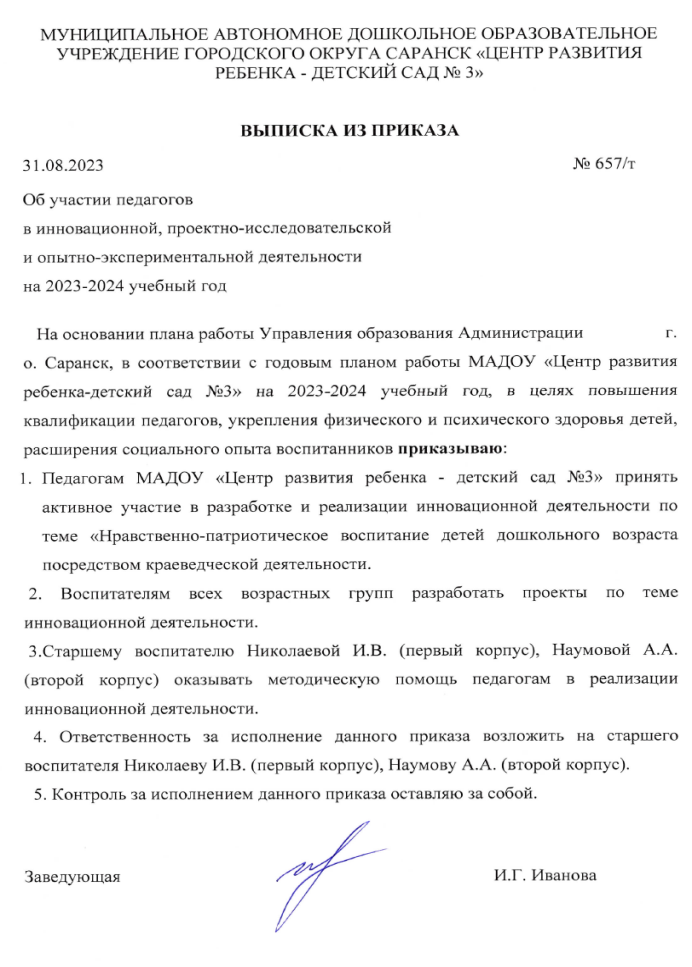 МУНИЦИПАЛЬНОЕ АВТОНОМНОЕ ДОШКОЛЬНОЕ ОБРАЗОВАТЕЛЬНОЕ
УЧРЕЖДЕНИЕ ГОРОДСКОГО ОКРУГА САРАНСК «ЦЕНТР РАЗВИТИЯ
РЕБЕНКА - ДЕТСКИЙ САД № 3»
ВЫПИСКА ИЗ ПРИКАЗА
31.08.2023 № 657/т
Об участии педагогов
в инновационной, проектно-исследовательской
и опытно-экспериментальной деятельности
на 2023-2024 учебный год
На основании плана работы Управления образования Администрации г.
о. Саранск, в соответствии с годовым планом работы МАДОУ «Центр развития
ребенка-детский сад №3» на 2023-2024 учебный год, в целях повышения
квалификации педагогов, укрепления физического и психического здоровья детей,
расширения социального опыта воспитанников приказываю:
1. Педагогам МАДОУ «Центр развития ребенка - детский сад №3» принять
активное участие в разработке и реализации инновационной деятельности по
теме «Нравственно-патриотическое воспитание детей дошкольного возраста
посредством краеведческой деятельности.
2. Воспитателям всех возрастных групп разработать проекты по теме
инновационной деятельности.
3.Старшему воспитателю Николаевой И.В. (первый корпус), Наумовой А.А.
(второй корпус) оказывать методическую помощь педагогам в реализации
инновационной деятельности.
4. Ответственность за исполнение данного приказа возложить на старшего
воспитателя Николаеву И.В. (первый корпус), Наумову А.А. (второй корпус).
5. Контроль за исполнением данного приказа оставляю за собой.
Заведующая И.Г. Иванова